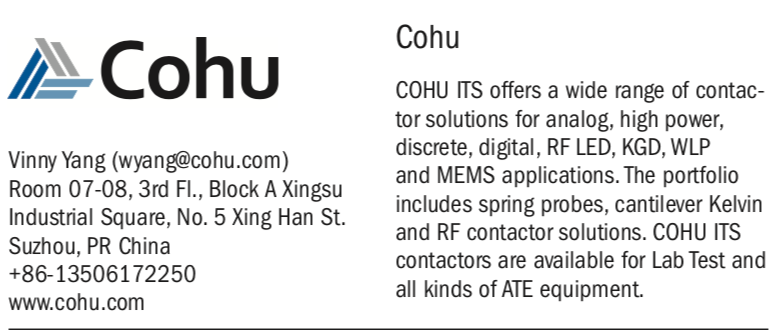 Cohu
Vinny Yang (wyang@cohu.com)
Room 07-08, 3rd Fl., Block A Xingsu
Industrial Square, No. 5 Xing Han St.
Suzhou, PR China
+86-13506172250
www.cohu.com
Cohu
COHU ITS offers a wide range of contac-
tor solutions for analog, high power,
discrete, digital, RF LED, KGD, WLP
and MEMS applications. The portfolio
includes spring probes, cantilever Kelvin
and RF contactor solutions. COHU ITS
contactors are available for Lab Test and
all kinds of ATE equipment.